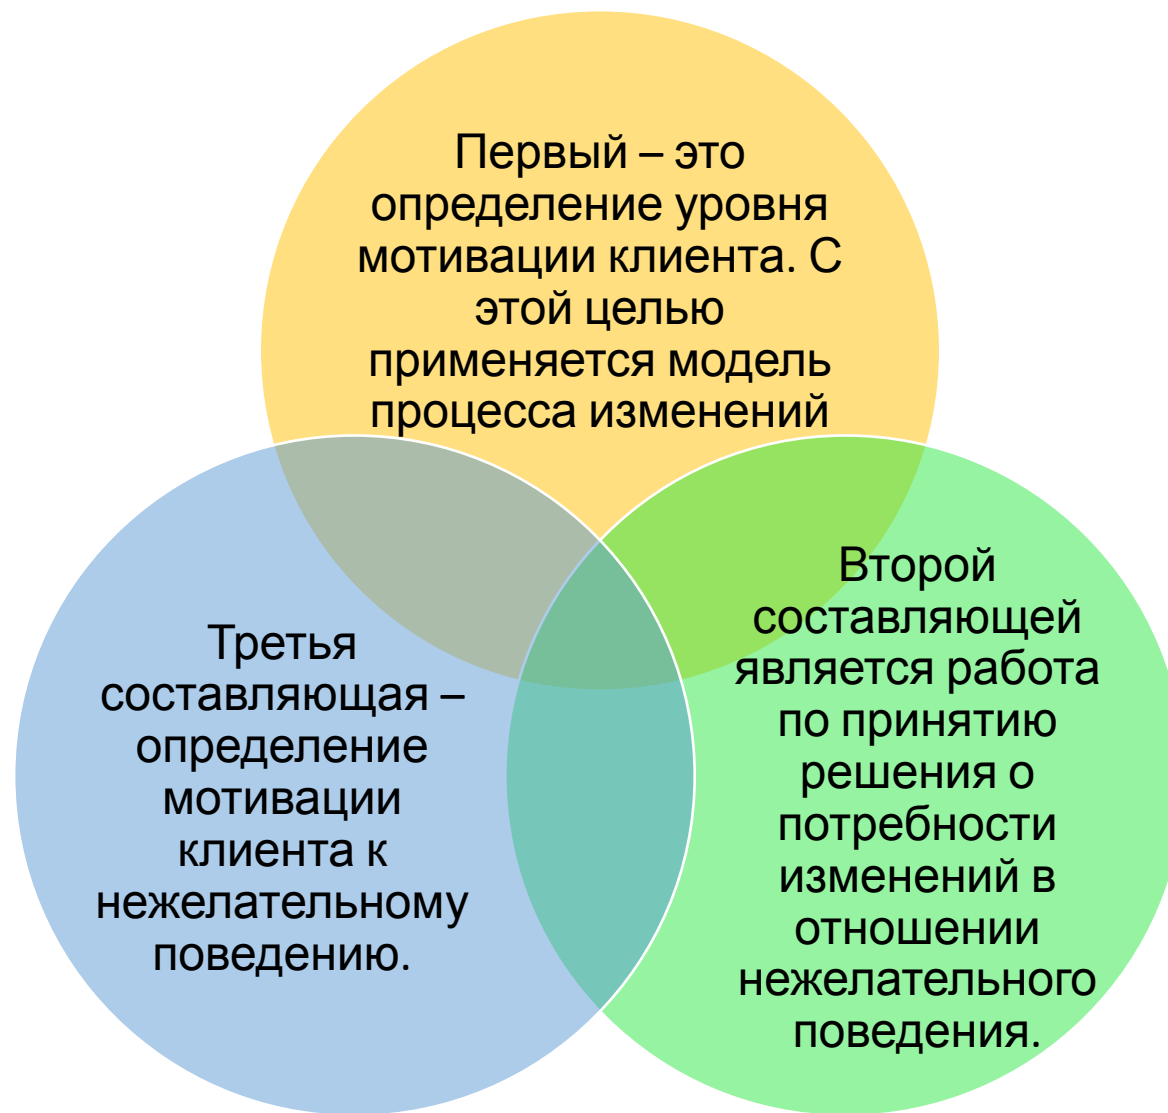 Первый – это
определение уровня
мотивации клиента. С
этой целью
применяется модель
процесса изменений
Второй
составляющей
является работа
по принятию
решения о
потребности
изменений в
отношении
нежелательного
поведения.
Третья
составляющая –
определение
мотивации
клиента к
нежелательному
поведению.